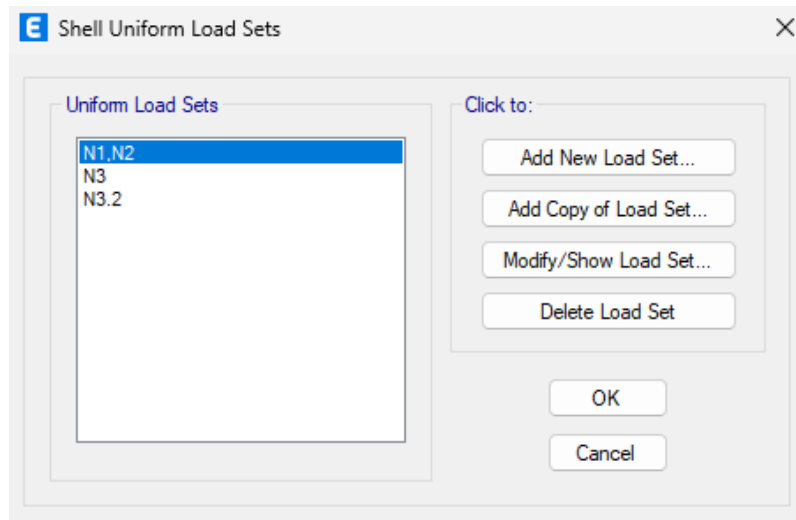 E Shell Uniform Load Sets
Uniform Load Sets
N1,N2
N3
N3.2
Click to:
Add New Load Set...
Add Copy of Load Set...
Modify/Show Load Set...
Delete Load Set
OK
Cancel